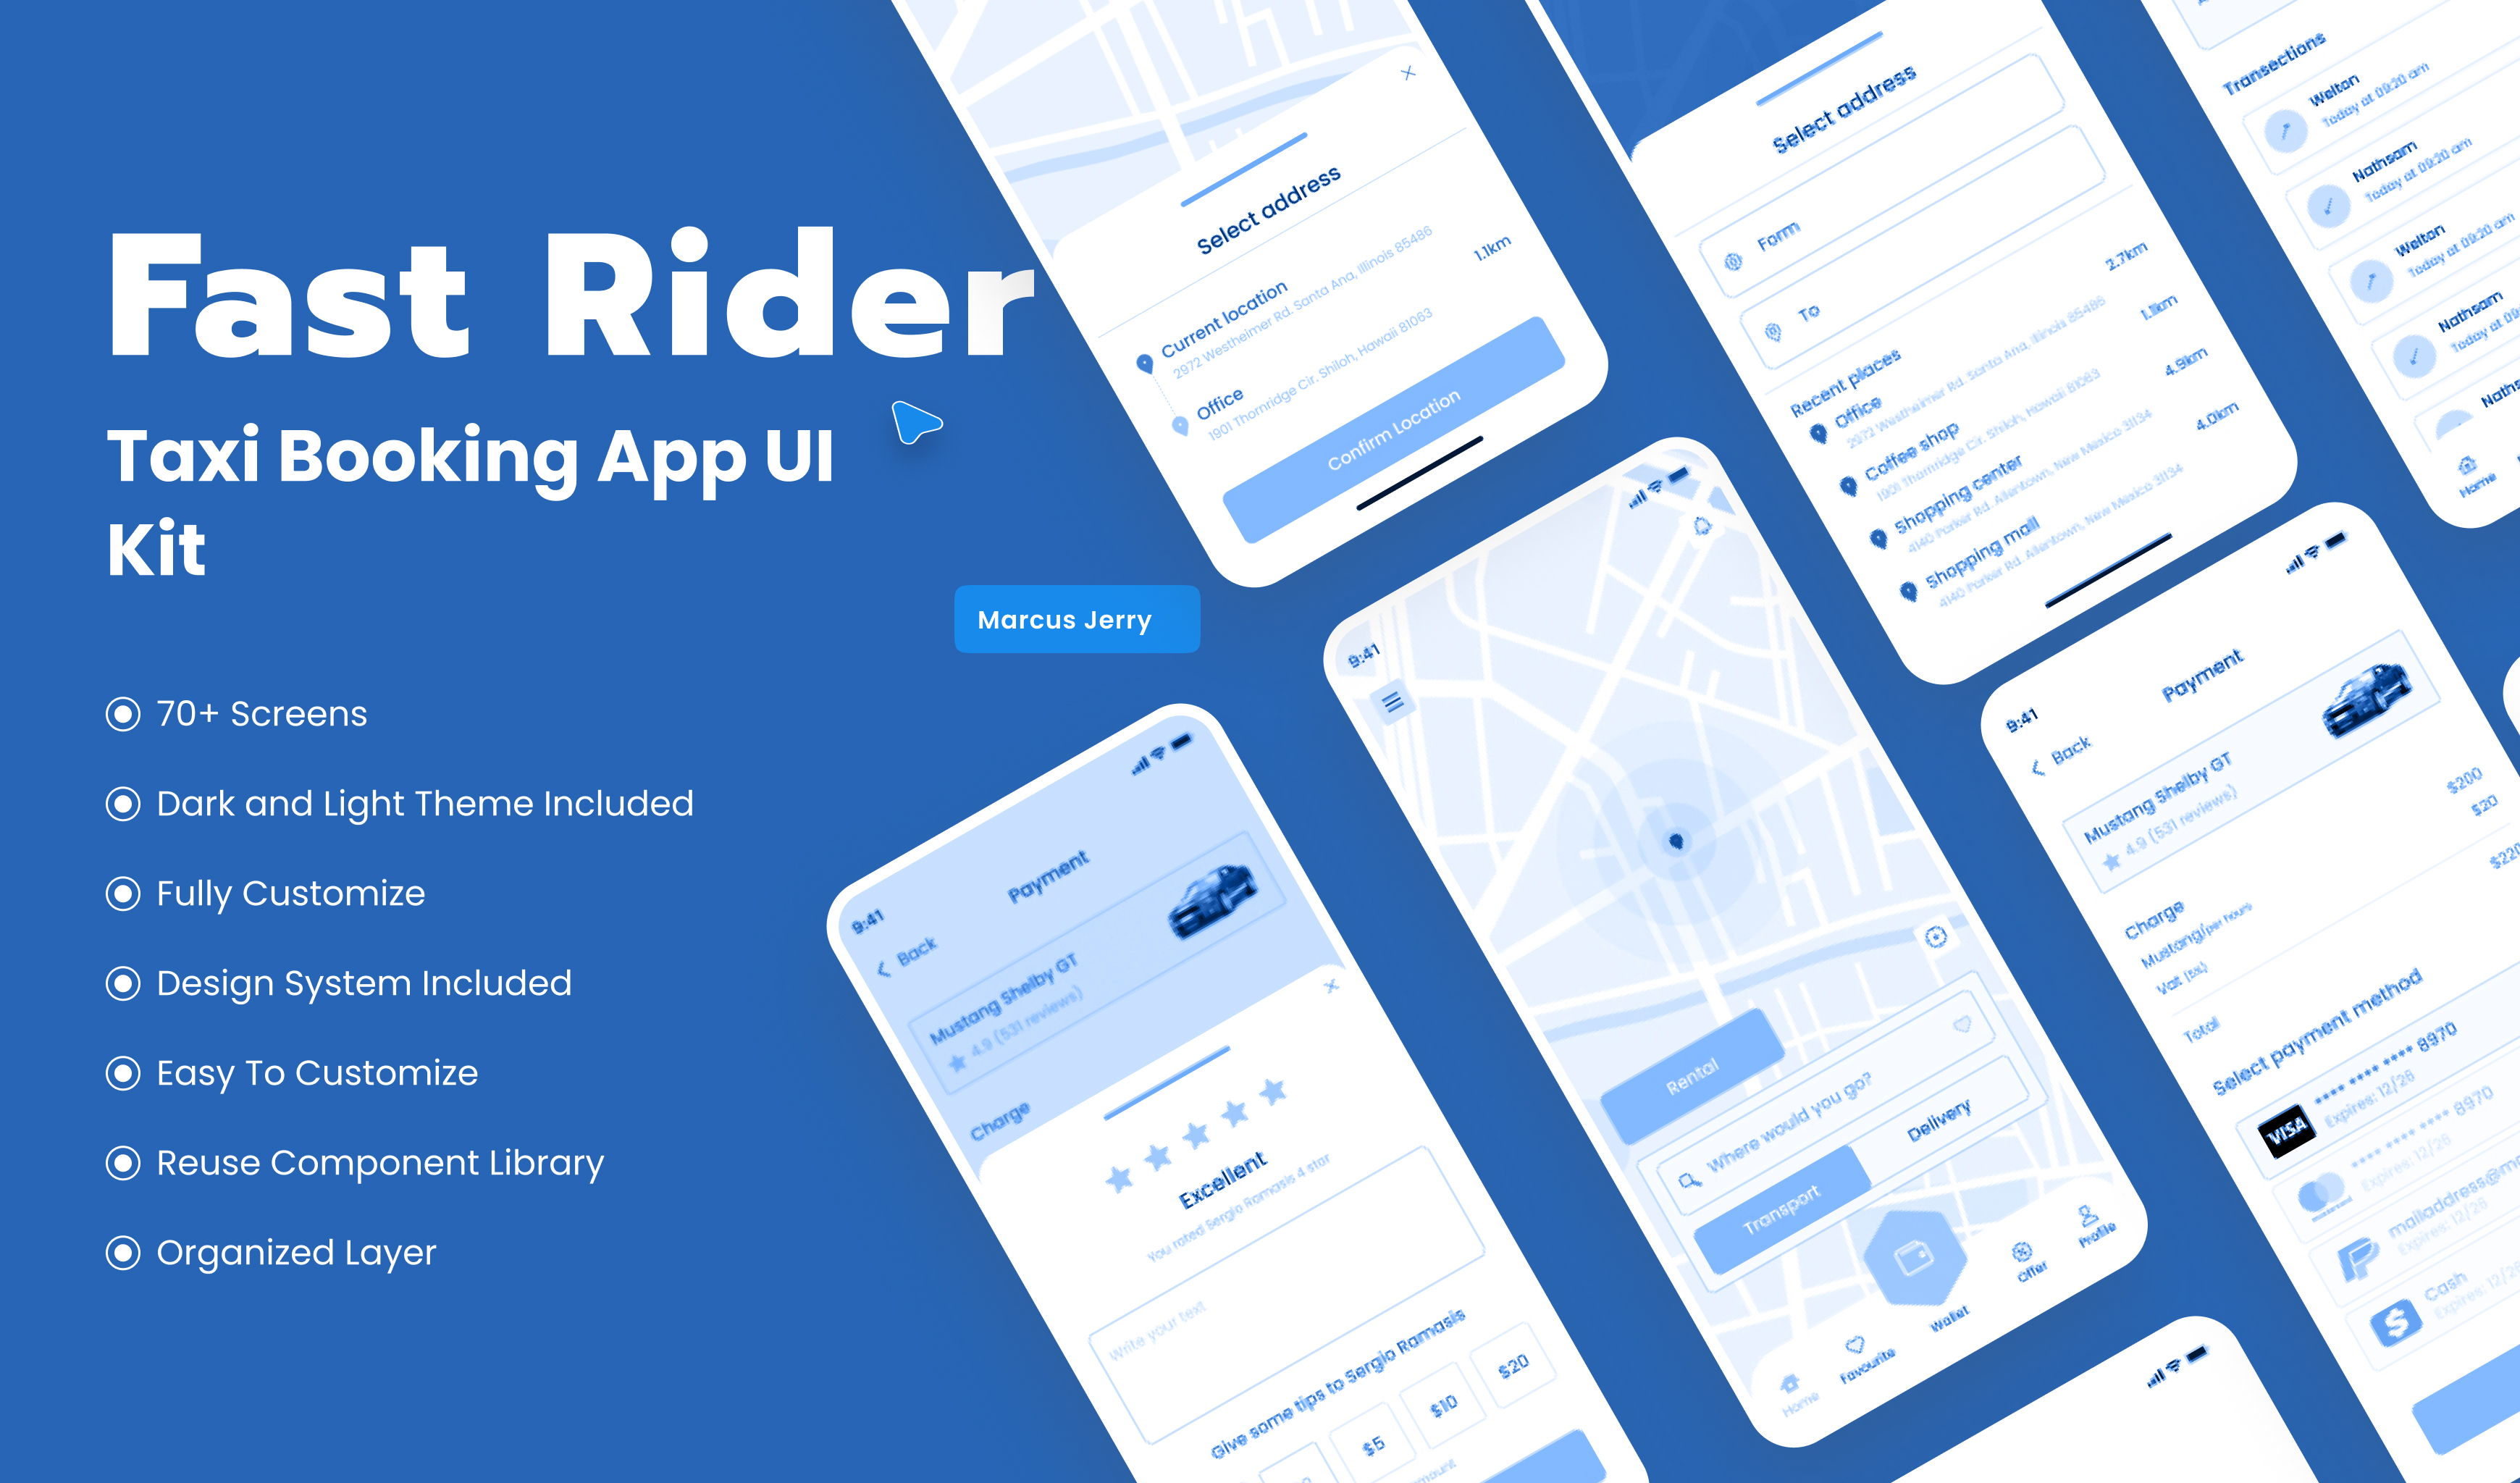 Fast Rider
Taxi Booking App UI
Kit
Marcus Jerry
70+ Screens
Dark and Light Theme Included
Fully Customize
Design System Included
Easy To Customize
Reuse Component Library
Organized Layer
Select address
Current location
2972 Westheimer Rd. Santa Ana, Illinois 85486
1.1km
Office
1901 Thornridge Cir. Shiloh, Hawaii 81063
Confirm Location
Select address
Form
To
Recent places
Office
2.7km
2972 Westheimer Rd. Santa Ana, Illinois 85486
Coffee shop
1.1km
1901 Thornridge Cir. Shiloh, Hawaii 81063
Shopping center
4.9km
4140 Parker Rd. Allentown, New Mexico 31134
Shopping mall
4.0km
4140 Parker Rd. Allentown, New Mexico 31134
Transections
Welton
Today at 09:20 am
Nathsam
Today at 09:20 am
Welton
Today at 09:20 am
Nathsam
Today at 09
Naths
Home
9:41
Payment
Back
Mustang Shelby GT
4.9 (531 reviews)
Charge
Excellent
You rated Sergio Ramasis 4 star
Write your text
Give some tips to Sergio Ramasis
$5
$10
$20
9:41
Rental
Where would you go?
Transport
Delivery
Home
Favourite
Wallet
Offer
Profile
9:41
Payment
Back
Mustang Shelby GT
4.9 (531 reviews)
Charge
Mustang/per hours
$200
Vat (5%)
$20
Total
$220
Select payment method
VISA
**** **** **** 8970
Expires: 12/26
**** **** **** 8970
Expires: 12/26
mailaddress@m
Expires: 12/26
Cash
Expires: 12/26